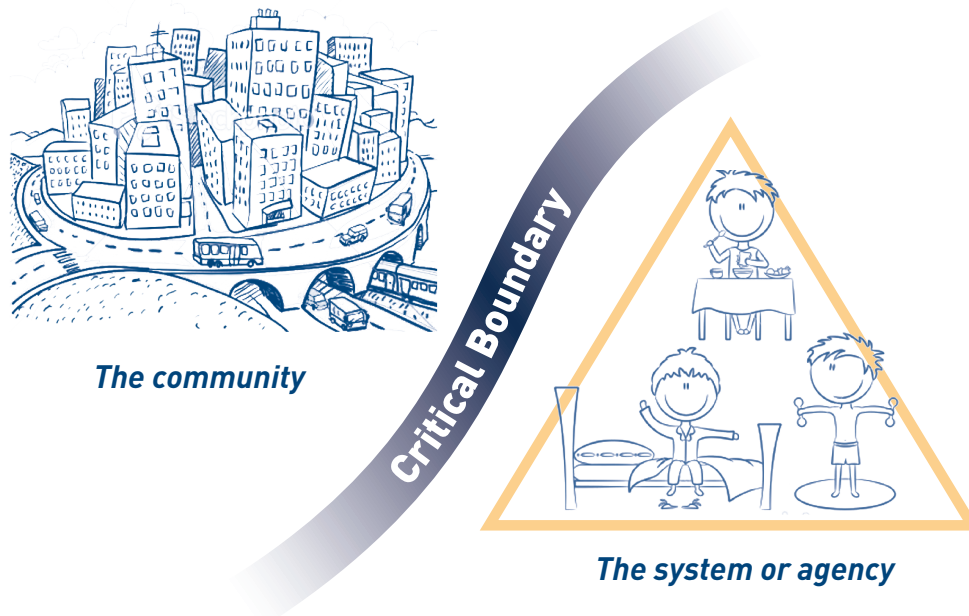 The community
Critical Boundary
The system or agency